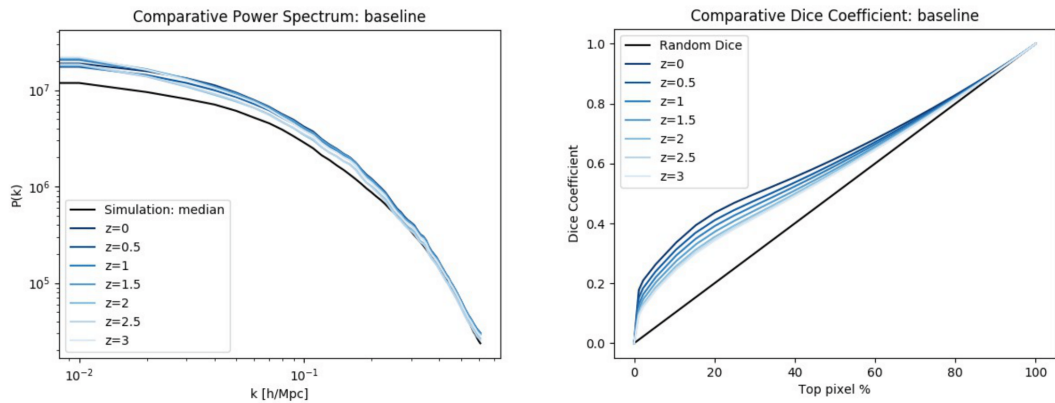 Comparative Power Spectrum: baseline
P(k)
10^7
10^6
10^5
Simulation: median
z=0
z=0.5
z=1
z=1.5
z=2
z=2.5
z=3
10^-2
10^-1
k [h/Mpc]
Comparative Dice Coefficient: baseline
Dice Coefficient
1.0
0.8
0.6
0.4
0.2
0.0
Random Dice
z=0
z=0.5
z=1
z=1.5
z=2
z=2.5
z=3
0 20 40 60 80 100
Top pixel %